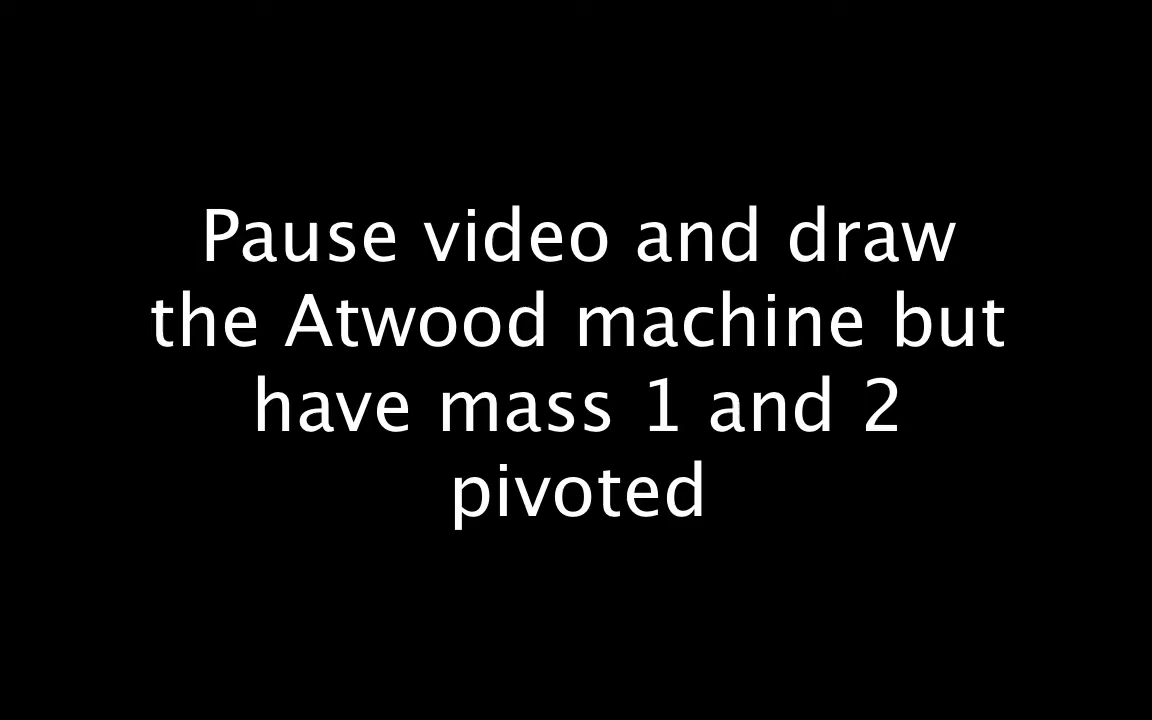 Pause video and draw
the Atwood machine but
have mass 1 and 2
pivoted